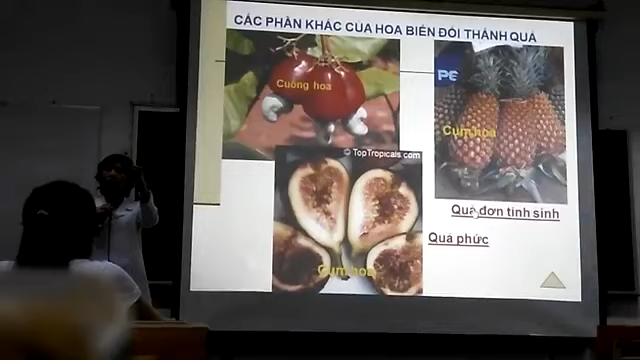 CÁC PHẦN KHÁC CỦA HOA BIẾN ĐỔI THÀNH QUẢ
Cuống hoa
PE
Cụm hoa
© TopTropicals.com
Quả đơn tính sinh
Quả phức
Cụm hoa